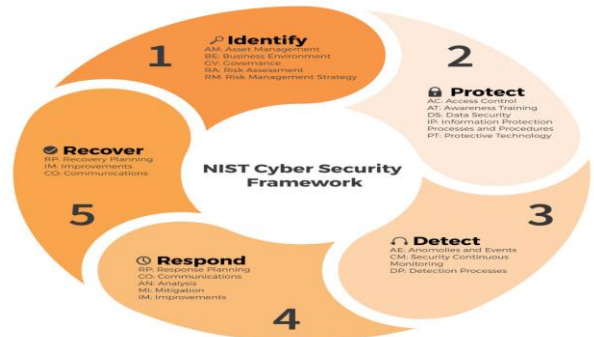 1
Identify
AM: Asset Management
BE: Business Environment
GV: Governance
RA: Risk Assessment
RM: Risk Management Strategy
2
Protect
AC: Access Control
AT: Awareness Training
DS: Data Security
IP: Information Protection
Processes and Procedures
PT: Protective Technology
3
Detect
AE: Anomolies and Events
CM: Security Continuous
Monitoring
DP: Detection Processes
4
Respond
RP: Response Planning
CO: Communications
AN: Analysis
MI: Mitigation
IM: Improvements
5
Recover
RP: Recovery Planning
IM: Improvements
CO: Communications
NIST Cyber Security
Framework